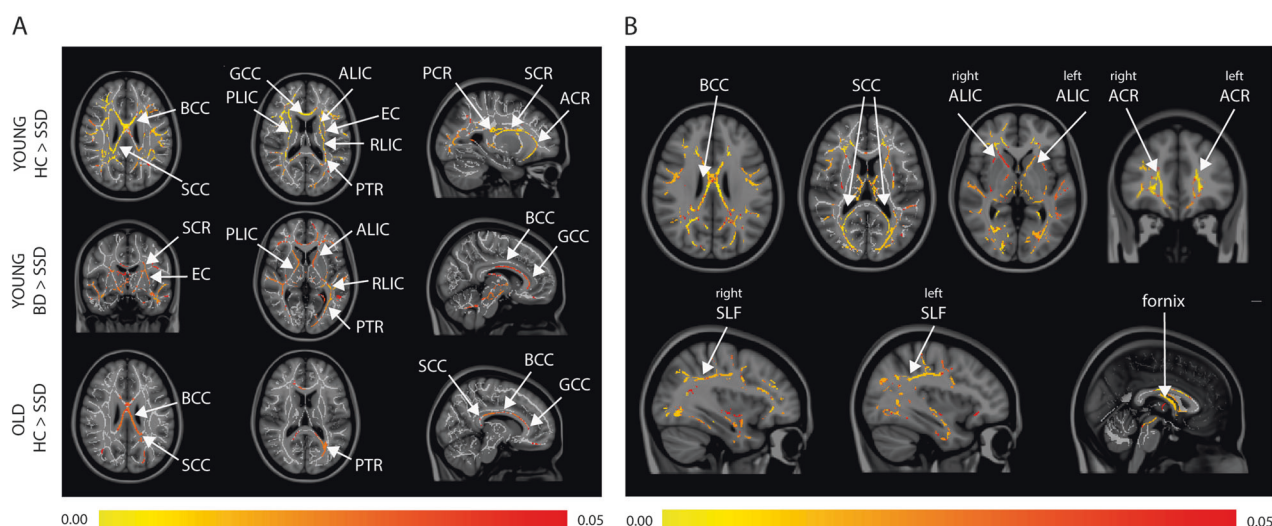 A
B
YOUNG
HC > SSD
BCC
SCC
GCC
ALIC
PLIC
EC
RLIC
PTR
PCR
SCR
ACR
YOUNG
BD > SSD
SCR
EC
PLIC
ALIC
RLIC
PTR
BCC
GCC
OLD
HC > SSD
BCC
SCC
PTR
SCC
BCC
GCC
0.00
0.05
BCC
SCC
right
ALIC
left
ALIC
right
ACR
left
ACR
right
SLF
left
SLF
fornix
0.00
0.05